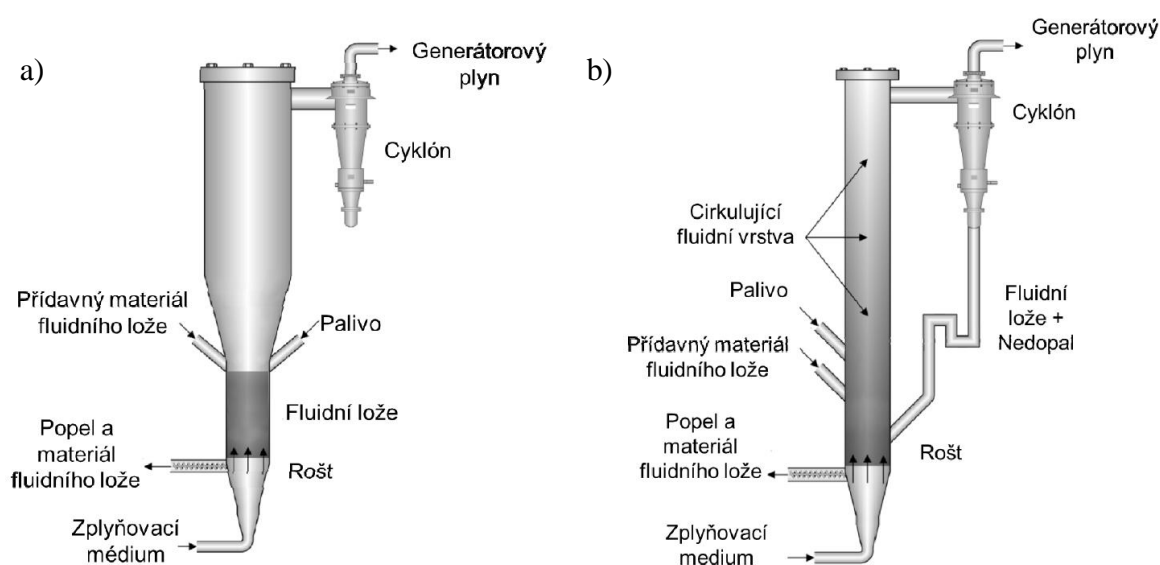 a)
Generátorový
plyn
Cyklón
Přídavný materiál
fluidního lože
Palivo
Fluidní lože
Popel a
materiál
fluidního lože
Rošt
Zplyňovací
médium
b)
Generátorový
plyn
Cyklón
Cirkulující
fluidní vrstva
Palivo
Fluidní
lože +
Nedopal
Přídavný materiál
fluidního lože
Popel a
materiál
fluidního lože
Rošt
Zplyňovací
medium